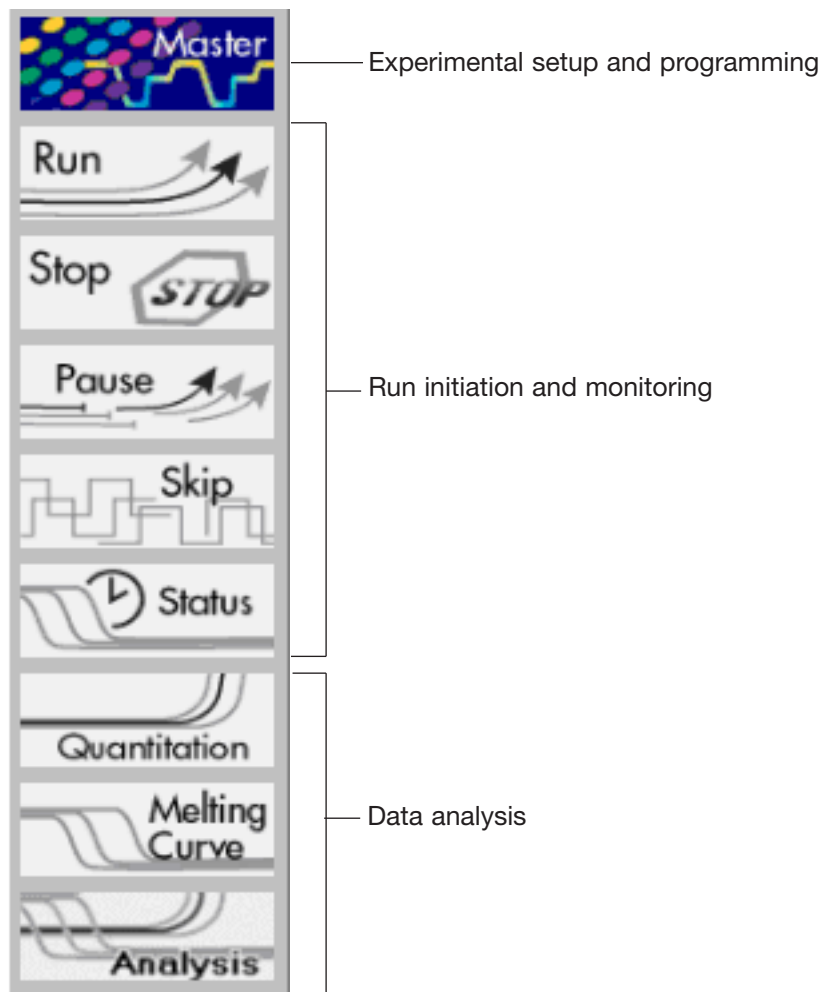 Master
Experimental setup and programming
Run
Stop
STOP
Pause
Run initiation and monitoring
Skip
Status
Quantitation
Melting
Curve
Data analysis
Analysis